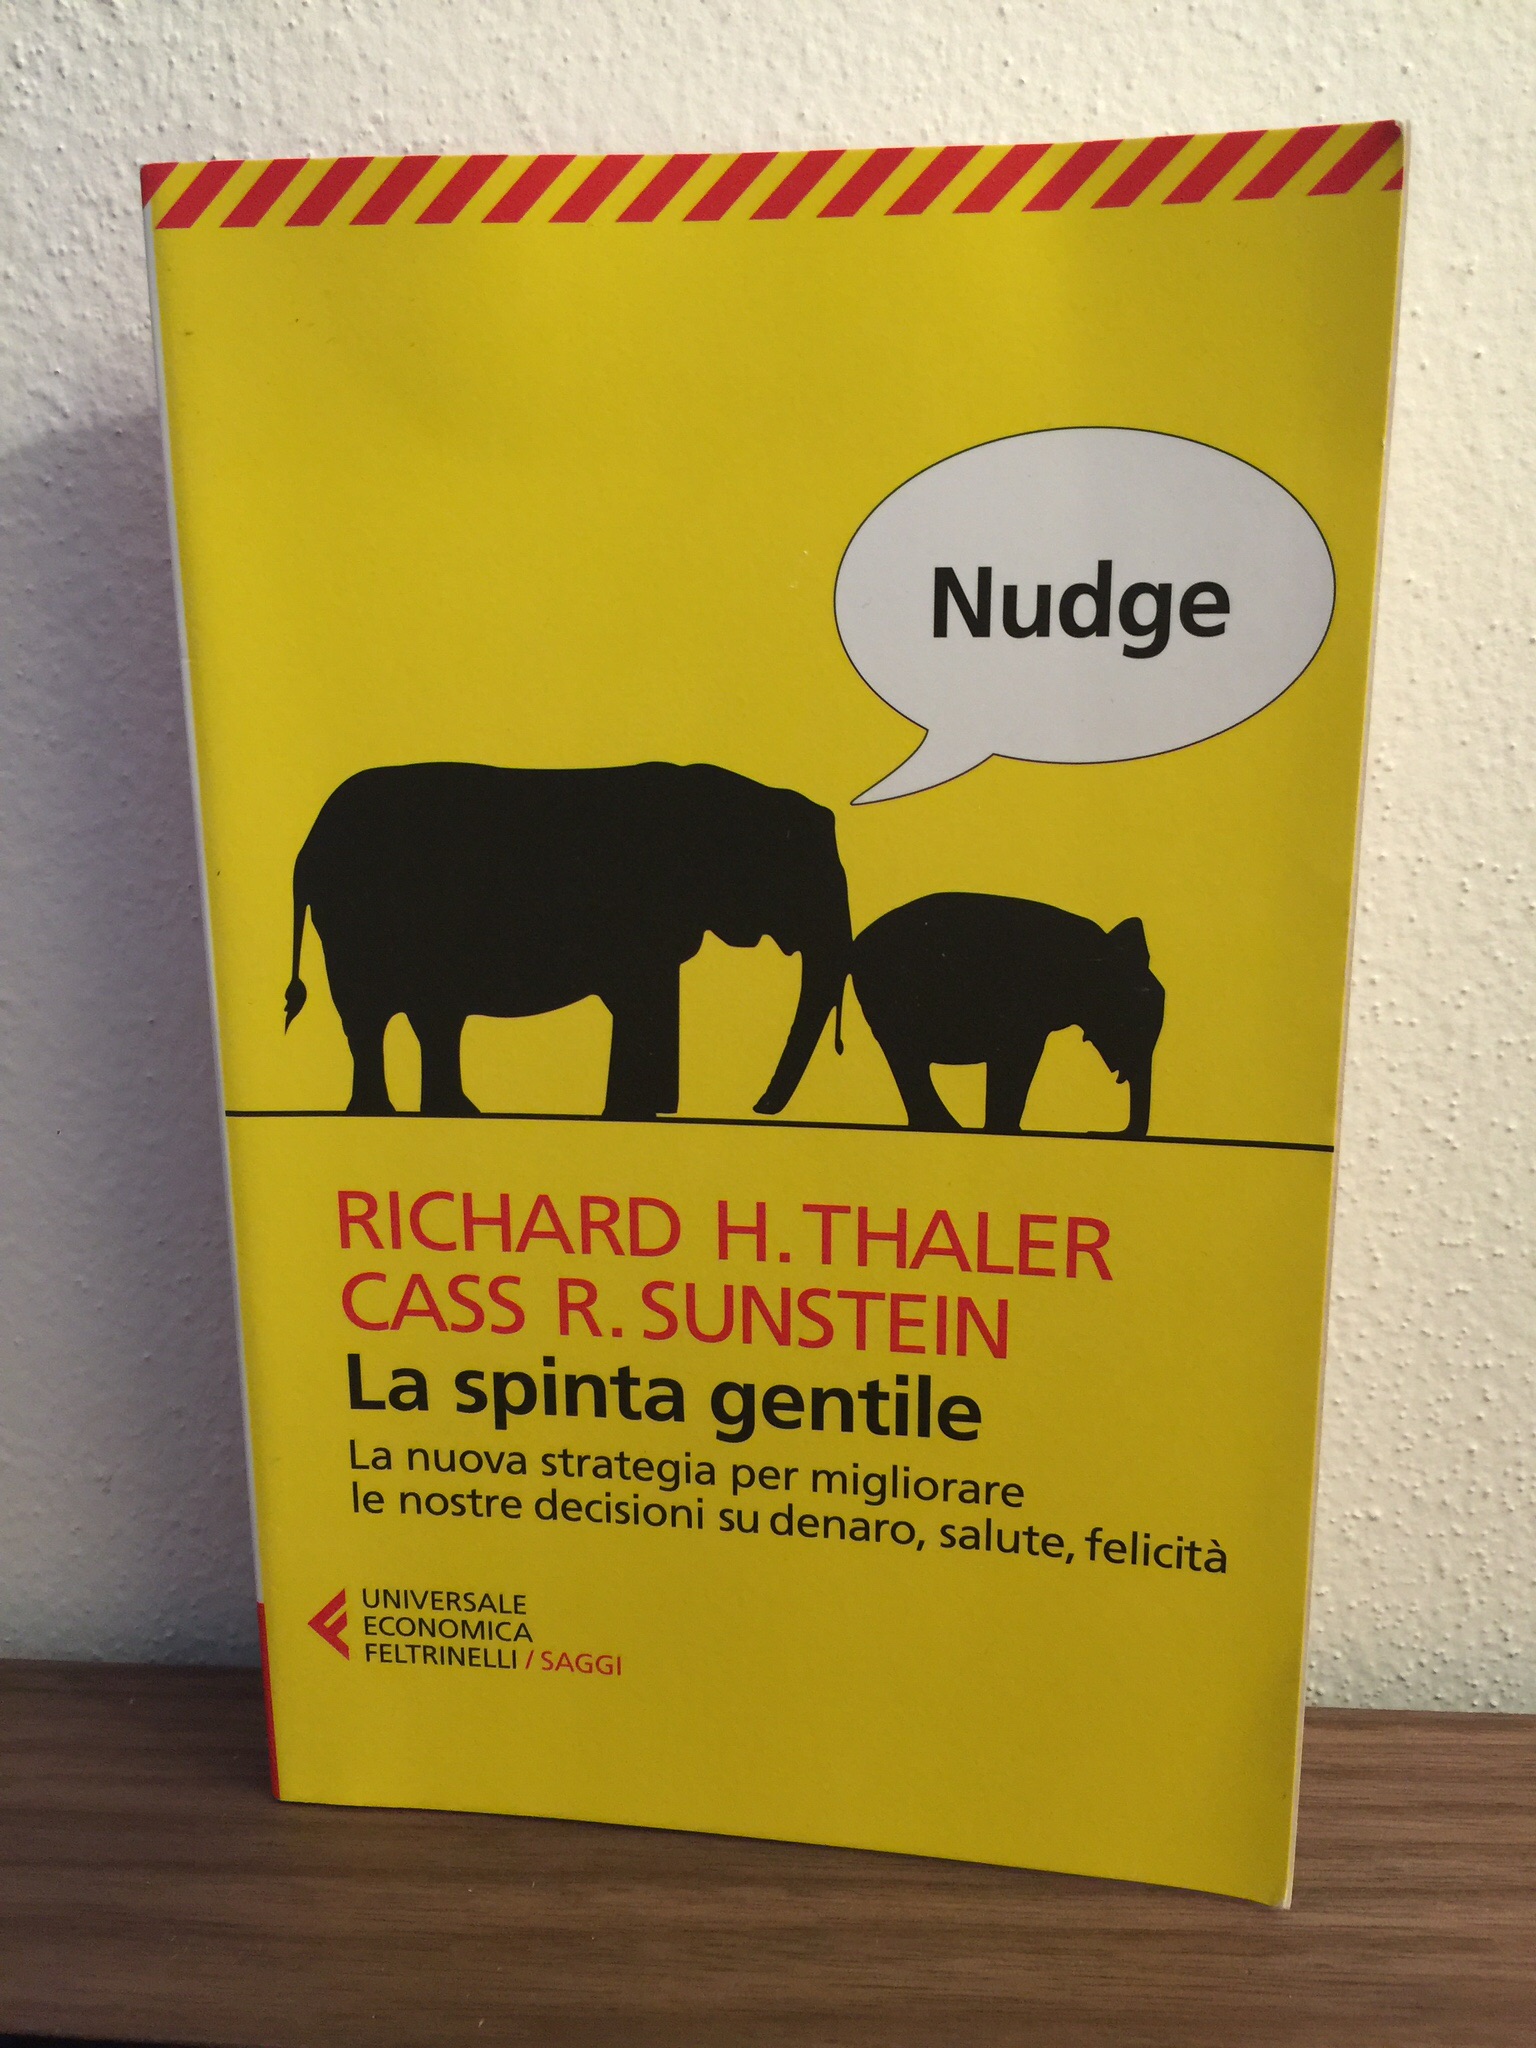 Nudge
RICHARD H. THALER
CASS R. SUNSTEIN
La spinta gentile
La nuova strategia per migliorare
le nostre decisioni su denaro, salute, felicità
UNIVERSALE
ECONOMICA
FELTRINELLI / SAGGI